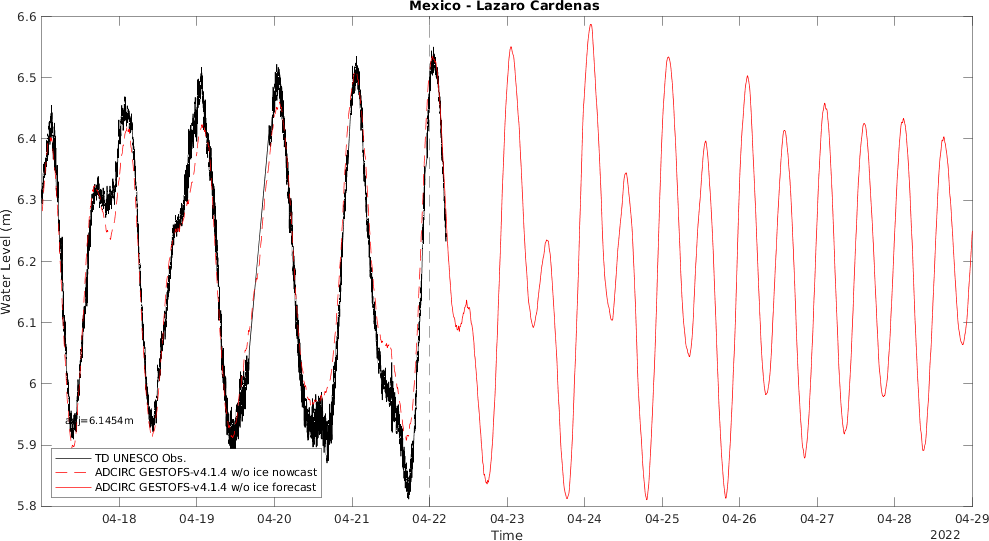 Mexico - Lazaro Cardenas
6.6
6.5
6.4
6.3
6.2
6.1
6
5.9
5.8
Water Level (m)
=6.1454m
TD UNESCO Obs.
ADCIRC GESTOFS-v4.1.4 w/o ice nowcast
ADCIRC GESTOFS-v4.1.4 w/o ice forecast
04-18 04-19 04-20 04-21 04-22 04-23 04-24 04-25 04-26 04-27 04-28 04-29
Time
2022